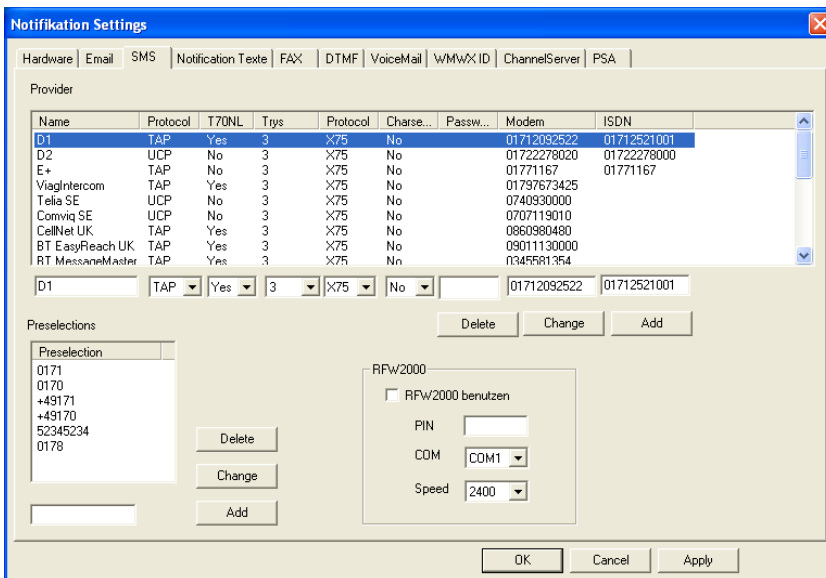 Notifikation Settings
Hardware Email SMS Notification Texte FAX DTMF VoiceMail WMWX ID ChannelServer PSA
Provider
Name Protocol T70NL Trys Protocol Charse... Passw... Modem ISDN
D1 TAP Yes 3 X75 No 01712092522 01712521001
D2 UCP No 3 X75 No 01722278020 01722278000
E+ TAP No 3 X75 No 01771167 01771167
ViagIntercom TAP Yes 3 X75 No 01797673425
Telia SE UCP No 3 X75 No 0740930000
Comviq SE UCP No 3 X75 No 0707119010
CellNet UK TAP Yes 3 X75 No 0860980480
BT EasyReach UK TAP Yes 3 X75 No 09011130000
BT MessageMaster TAP Yes 3 X75 No 0345581354
D1 TAP Yes 3 X75 No 01712092522 01712521001
Delete Change Add
Preselections
Preselection
0171
0170
+49171
+49170
52345234
0178
Delete
Change
Add
RFW2000
RFW2000 benutzen
PIN
COM COM1
Speed 2400
OK Cancel Apply